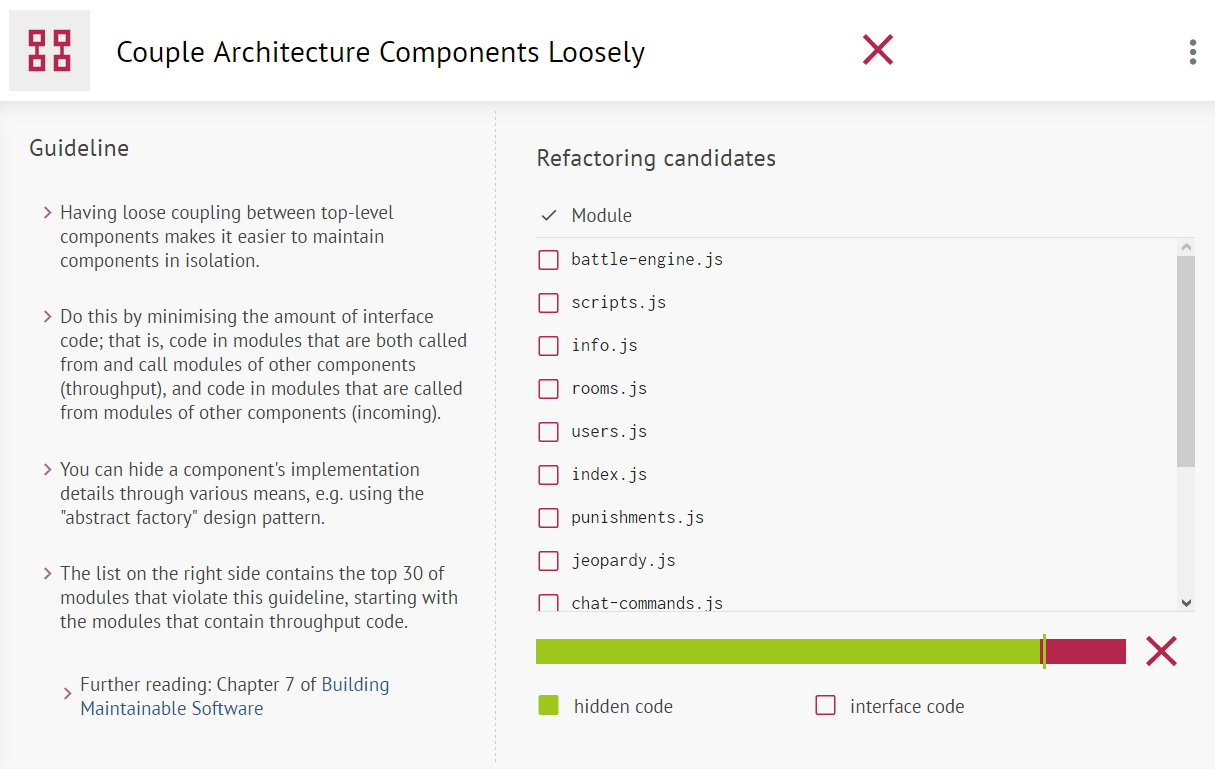 Couple Architecture Components Loosely
Guideline
Having loose coupling between top-level
components makes it easier to maintain
components in isolation.
Do this by minimising the amount of interface
code; that is, code in modules that are both called
from and call modules of other components
(throughput), and code in modules that are called
from modules of other components (incoming).
You can hide a component's implementation
details through various means, e.g. using the
"abstract factory" design pattern.
The list on the right side contains the top 30 of
modules that violate this guideline, starting with
the modules that contain throughput code.
Further reading: Chapter 7 of Building
Maintainable Software
Refactoring candidates
Module
battle-engine.js
scripts.js
info.js
rooms.js
users.js
index.js
punishments.js
jeopardy.js
chat-commands.js
hidden code
interface code